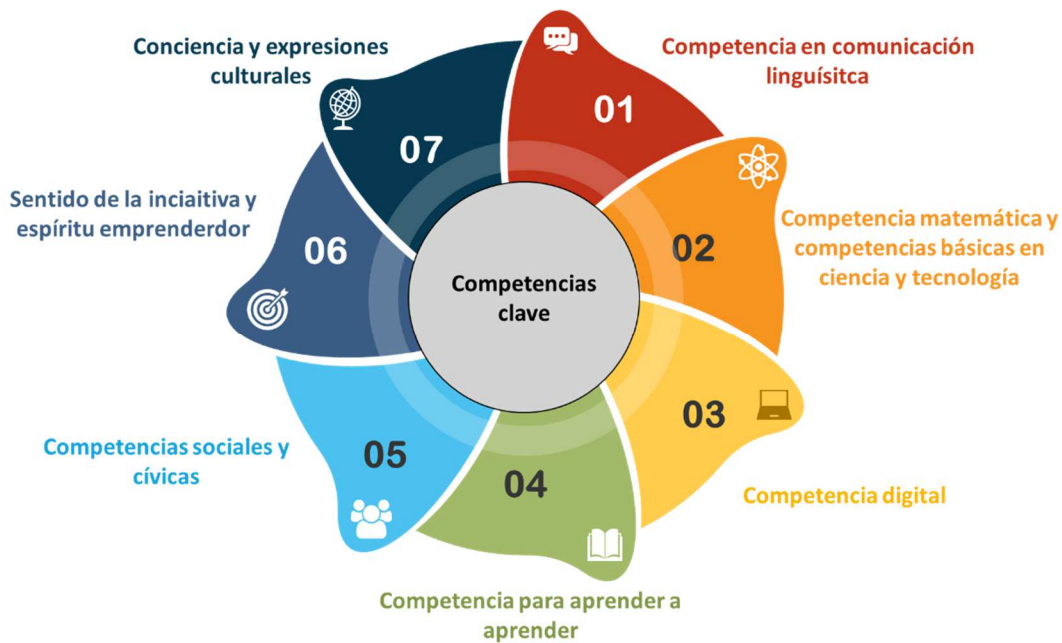 Competencias
clave
01
Competencia en comunicación
linguísitca
02
Competencia matemática y
competencias básicas en
ciencia y tecnología
03
Competencia digital
04
Competencia para aprender a
aprender
05
Competencias sociales y
cívicas
06
Sentido de la inciaitiva y
espíritu emprenderdor
07
Conciencia y expresiones
culturales